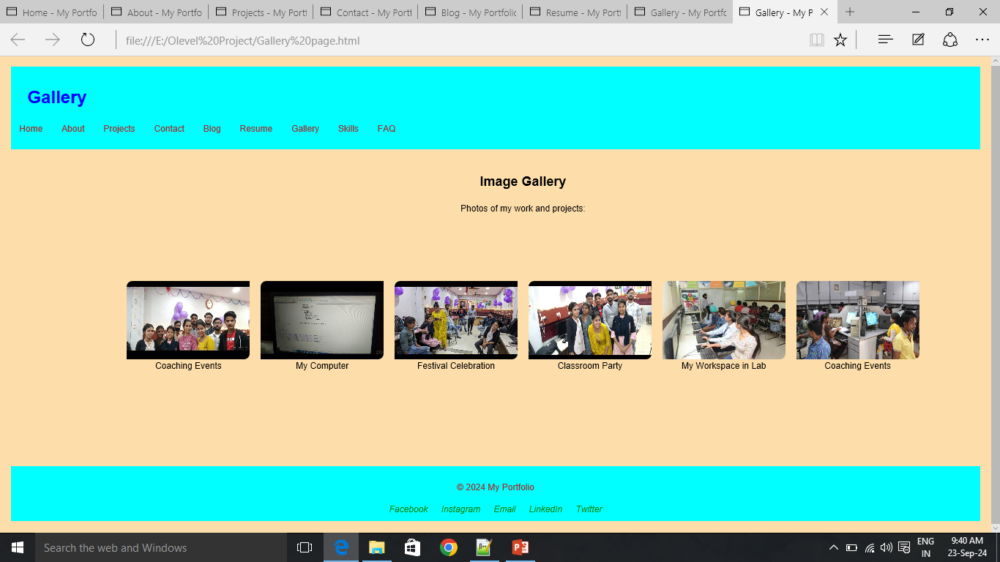 Home - My Portfo
About - My Portfo
Projects - My Portf
Contact - My Portf
Blog - My Portfolio
Resume - My Portf
Gallery - My Portfo
Gallery - My P
file:///E:/Olevel%20Project/Gallery%20page.html
Gallery
Home About Projects Contact Blog Resume Gallery Skills FAQ
Image Gallery
Photos of my work and projects:
Coaching Events
My Computer
Festival Celebration
Classroom Party
My Workspace in Lab
Coaching Events
© 2024 My Portfolio
Facebook Instagram Email LinkedIn Twitter
Search the web and Windows
ENG
IN
9:40 AM
23-Sep-24